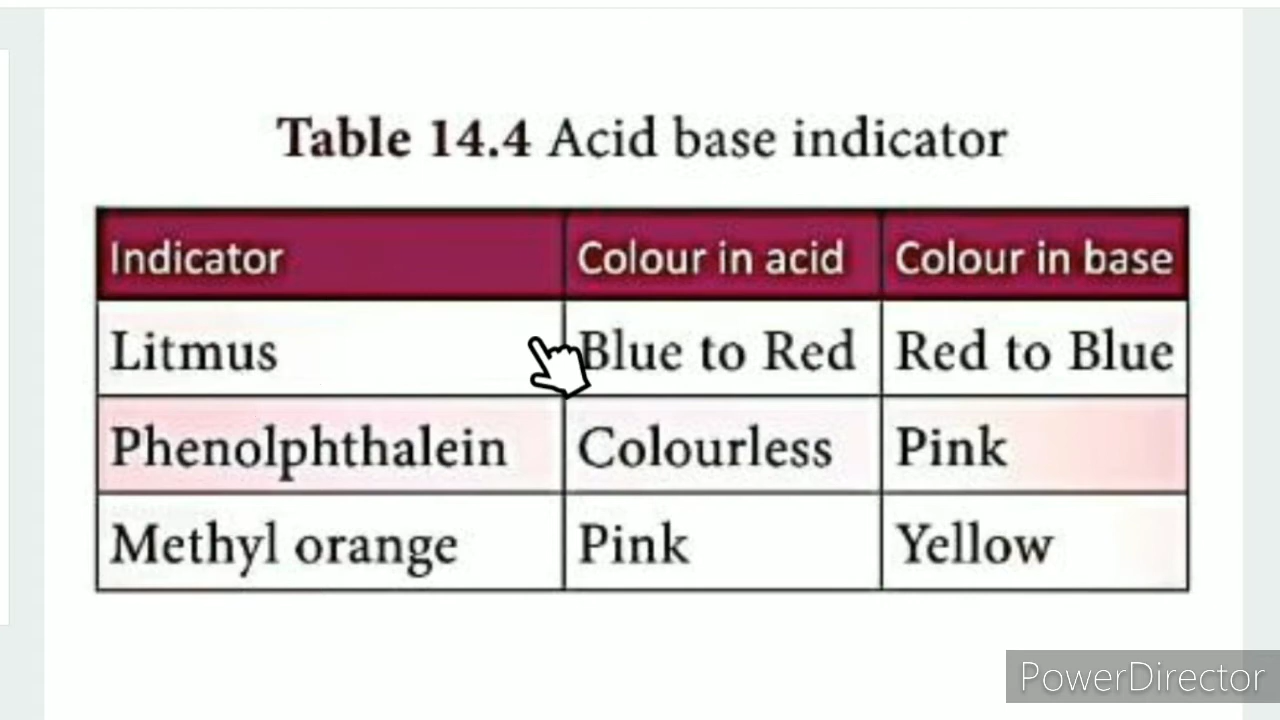 Table 14.4 Acid base indicator
Indicator Colour in acid Colour in base
Litmus Blue to Red Red to Blue
Phenolphthalein Colourless Pink
Methyl orange Pink Yellow
PowerDirector